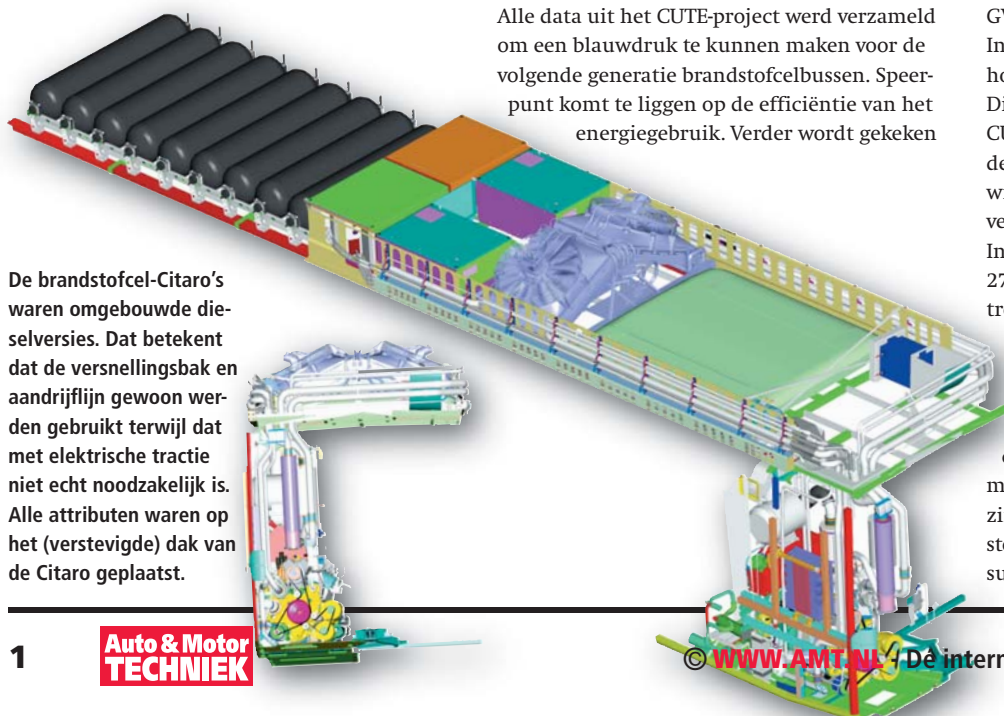 Alle data uit het CUTE-project werd verzameld
om een blauwdruk te kunnen maken voor de
volgende generatie brandstofcelbussen. Speer-
punt komt te liggen op de efficiëntie van het
energiegebruik. Verder wordt gekeken
De brandstofcel-Citaro's
waren omgebouwde die-
selversies. Dat betekent
dat de versnellingsbak en
aandrijflijn gewoon wer-
den gebruikt terwijl dat
met elektrische tractie
niet echt noodzakelijk is.
Alle attributen waren op
het (verstevigde) dak van
de Citaro geplaatst.
1
Auto & Motor
TECHNIEK
© WWW.AMT.NL - Dé intern